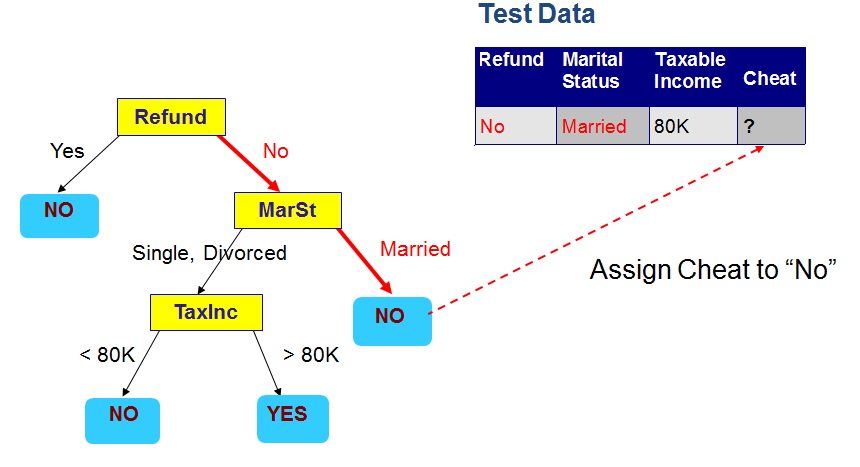 Test Data
Refund Marital Status Taxable Income Cheat
No Married 80K ?
Refund
Yes No
NO MarSt
Single, Divorced Married
Assign Cheat to “No”
TaxInc NO
< 80K > 80K
NO YES